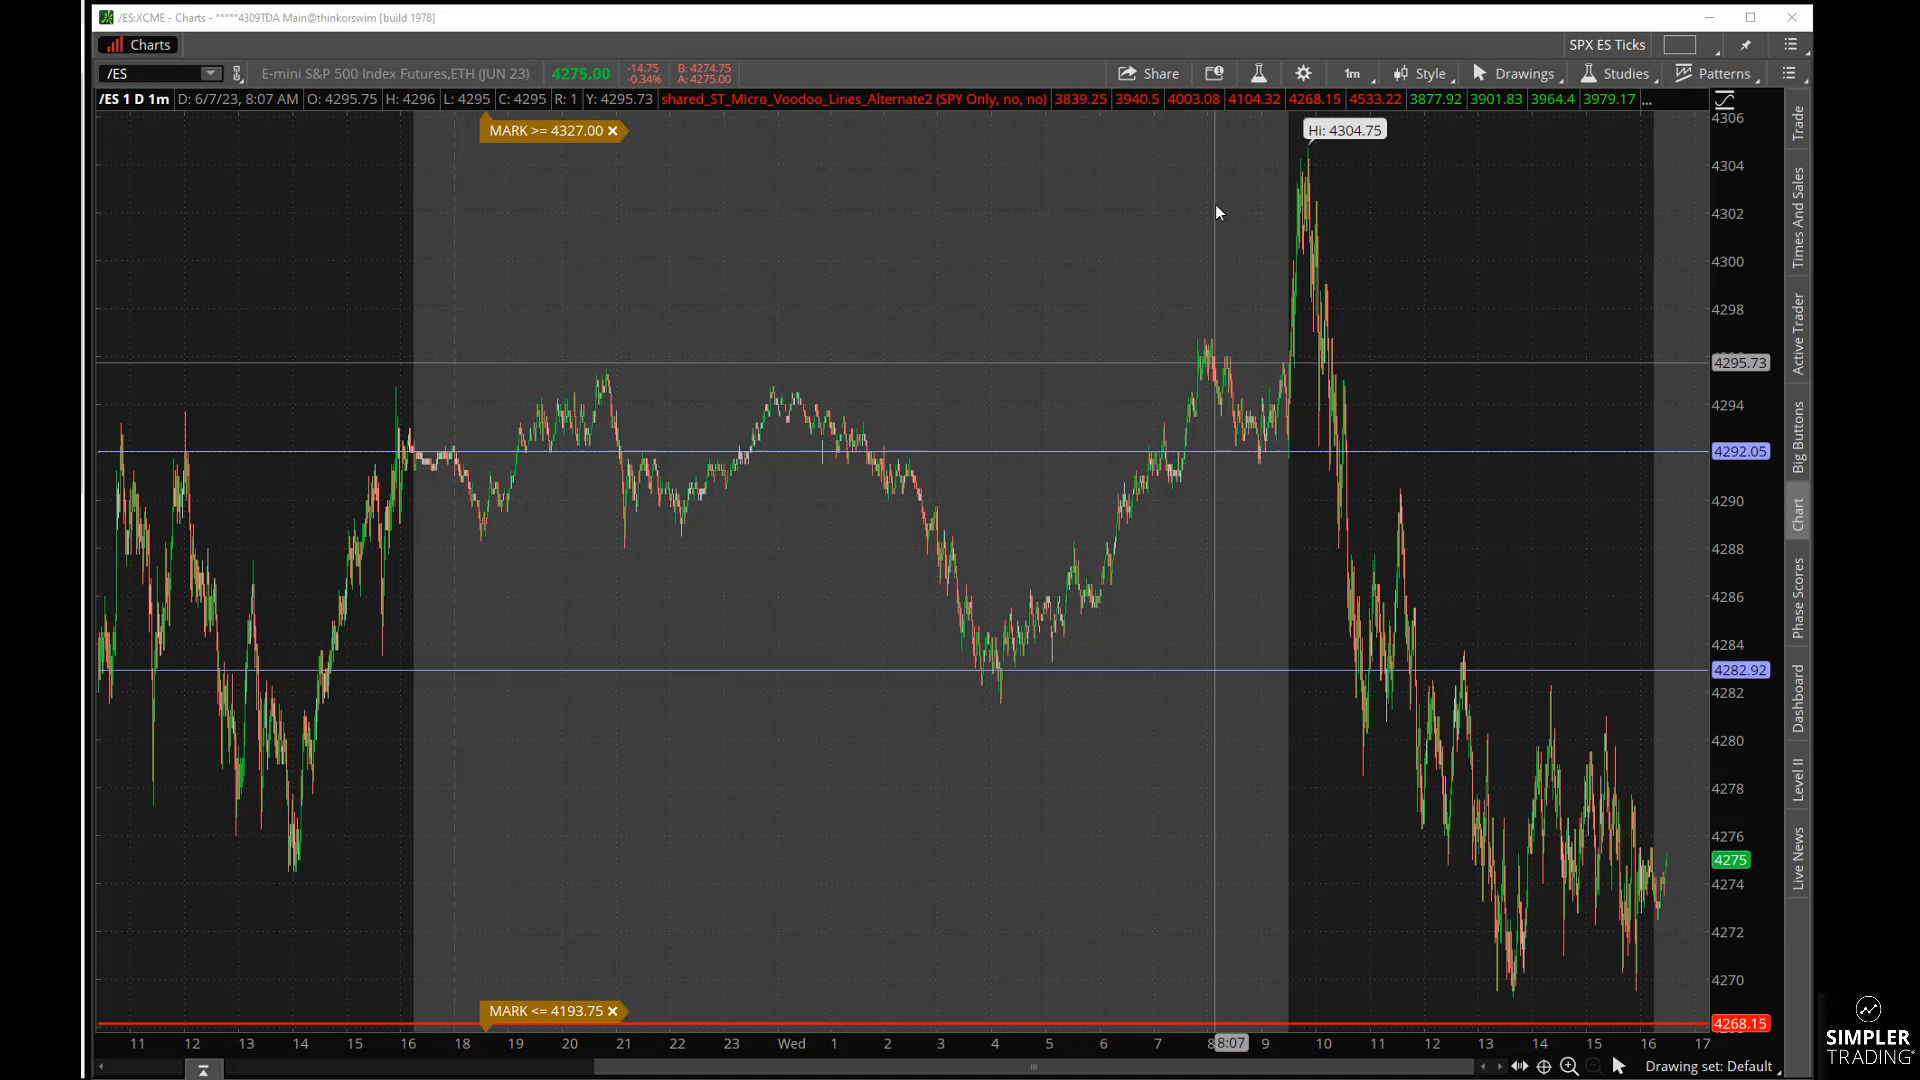 /ES:XCME - Charts - *****4309TDA Main@thinkorswim [build 1978]
Charts
SPX ES Ticks
/ES
E-mini S&P 500 Index Futures,ETH (JUN 23)
4275.00
-14.75
-0.34%
B: 4274.75
A: 4275.00
Share
1m
Style
Drawings
Studies
Patterns
/ES 1 D 1m
D: 6/7/23, 8:07 AM
O: 4295.75
H: 4296
L: 4295
C: 4295
R: 1
Y: 4295.73
shared_ST_Micro_Voodoo_Lines_Alternate2 (SPY Only, no, no)
3839.25
3940.5
4003.08
4104.32
4268.15
4533.22
3877.92
3901.83
3964.4
3979.17
...
MARK >= 4327.00
Hi: 4304.75
4306
4304
4302
4300
4298
4295.73
4294
4292.05
4290
4288
4286
4284
4282.92
4282
4280
4278
4276
4275
4274
4272
4270
4268.15
MARK <= 4193.75
11
12
13
14
15
16
18
19
20
21
22
23
Wed
1
2
3
4
5
6
7
8:07
9
10
11
12
13
14
15
16
17
Drawing set: Default
Trade
Times And Sales
Active Trader
Big Buttons
Chart
Phase Scores
Dashboard
Level II
Live News
SIMPLER
TRADING